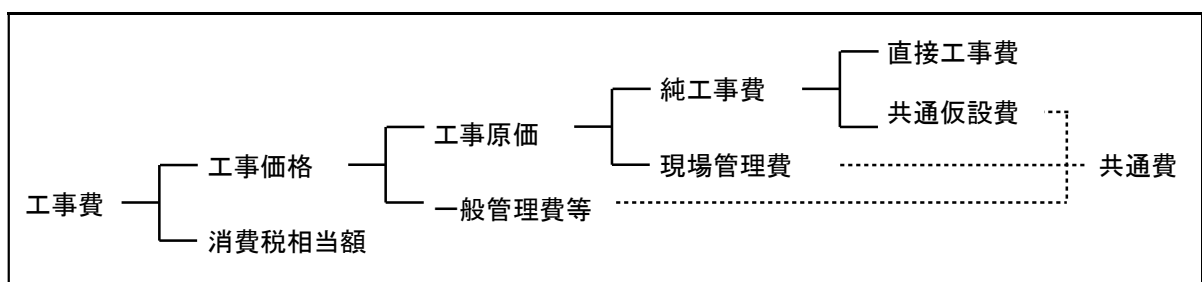 直接工事費
純工事費
共通仮設費
工事原価
工事価格
現場管理費
共通費
工事費
一般管理費等
消費税相当額